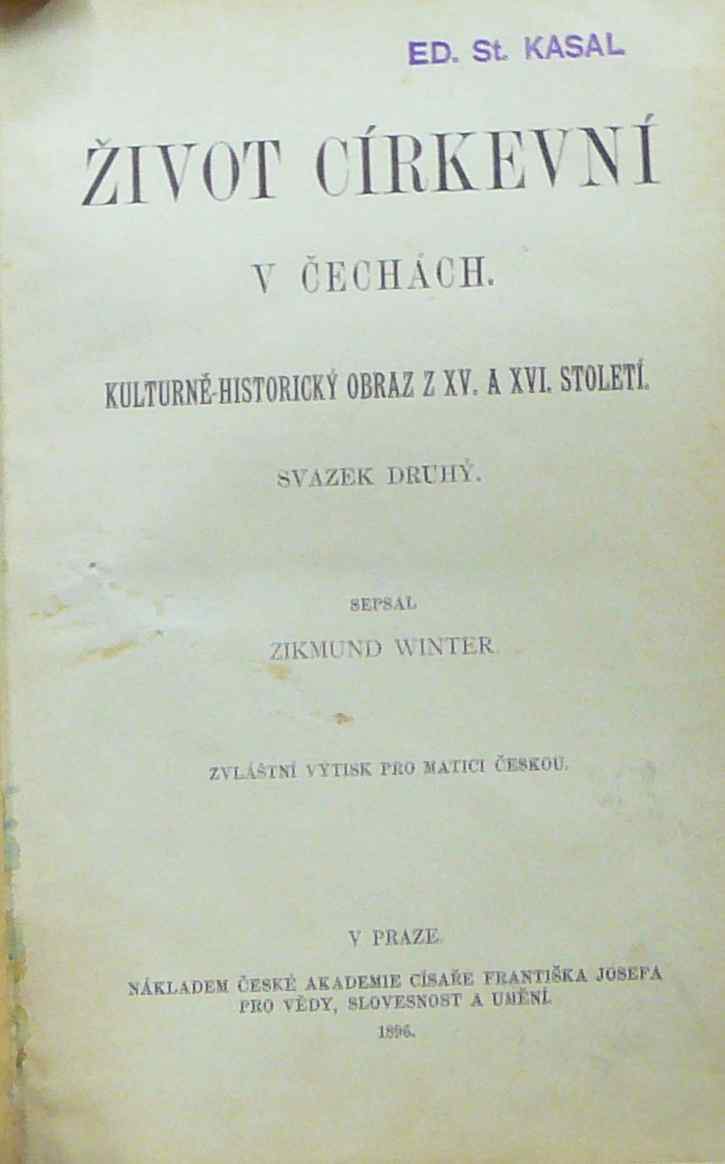 ED. St. KASAL
ŽIVOT CÍRKEVNÍ
V ČECHÁCH.
KULTURNĚ-HISTORICKÝ OBRAZ Z XV. A XVI. STOLETÍ.
SVAZEK DRUHÝ.
SEPSAL
ZIKMUND WINTER.
ZVLÁŠTNÍ VÝTISK PRO MATICI ČESKOU.
V PRAZE.
NÁKLADEM ČESKÉ AKADEMIE CÍSAŘE FRANTIŠKA JOSEFA
PRO VĚDY, SLOVESNOST A UMĚNÍ.
1896.